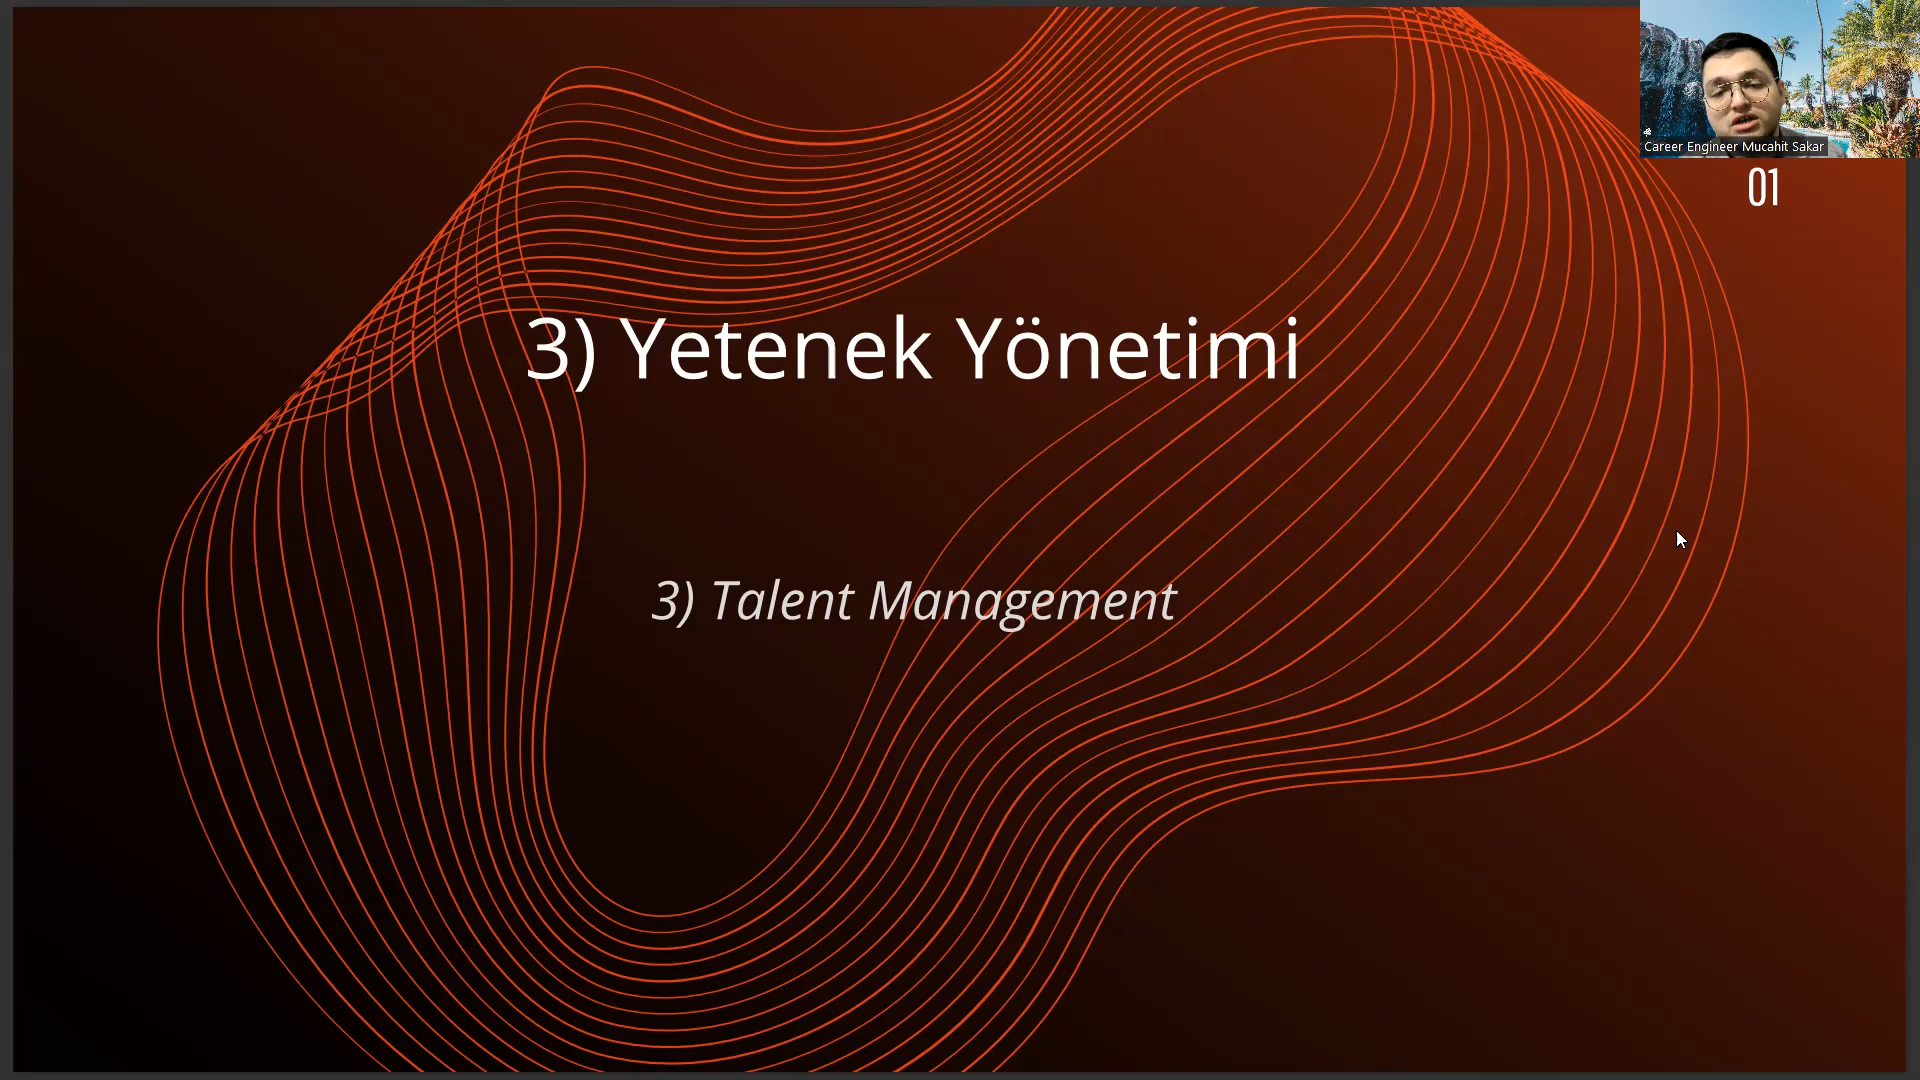 Career Engineer Mucahit Sakar
01
3) Yetenek Yönetimi
3) Talent Management